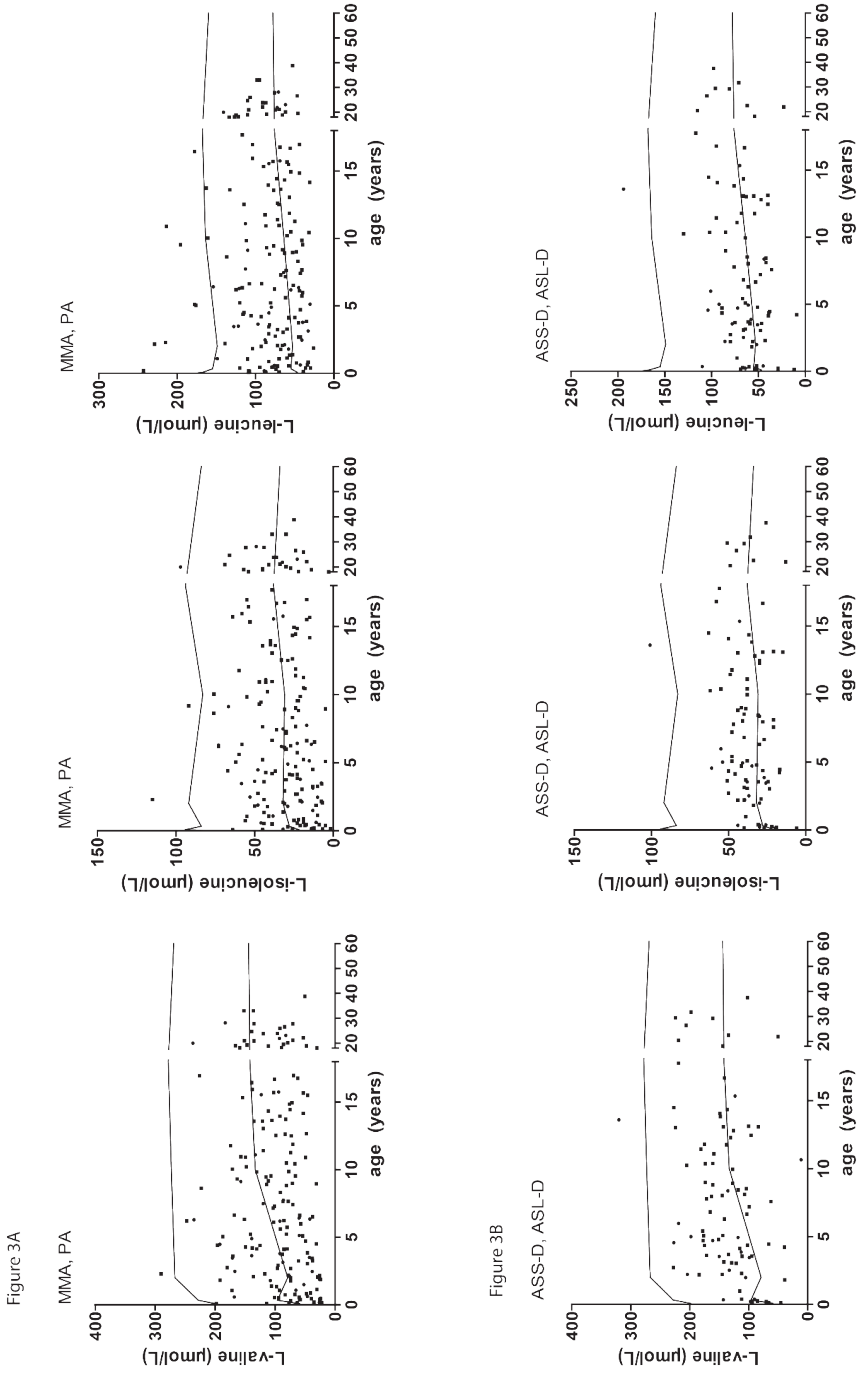 Figure 3A
MMA, PA
400
300
200
100
0
L-valine (µmol/L)
0 5 10 15 20 30 40 50 60
age (years)
MMA, PA
150
100
50
0
L-isoleucine (µmol/L)
0 5 10 15 20 30 40 50 60
age (years)
MMA, PA
300
200
100
0
L-leucine (µmol/L)
0 5 10 15 20 30 40 50 60
age (years)
Figure 3B
ASS-D, ASL-D
400
300
200
100
0
L-valine (µmol/L)
0 5 10 15 20 30 40 50 60
age (years)
ASS-D, ASL-D
150
100
50
0
L-isoleucine (µmol/L)
0 5 10 15 20 30 40 50 60
age (years)
ASS-D, ASL-D
250
200
150
100
50
0
L-leucine (µmol/L)
0 5 10 15 20 30 40 50 60
age (years)